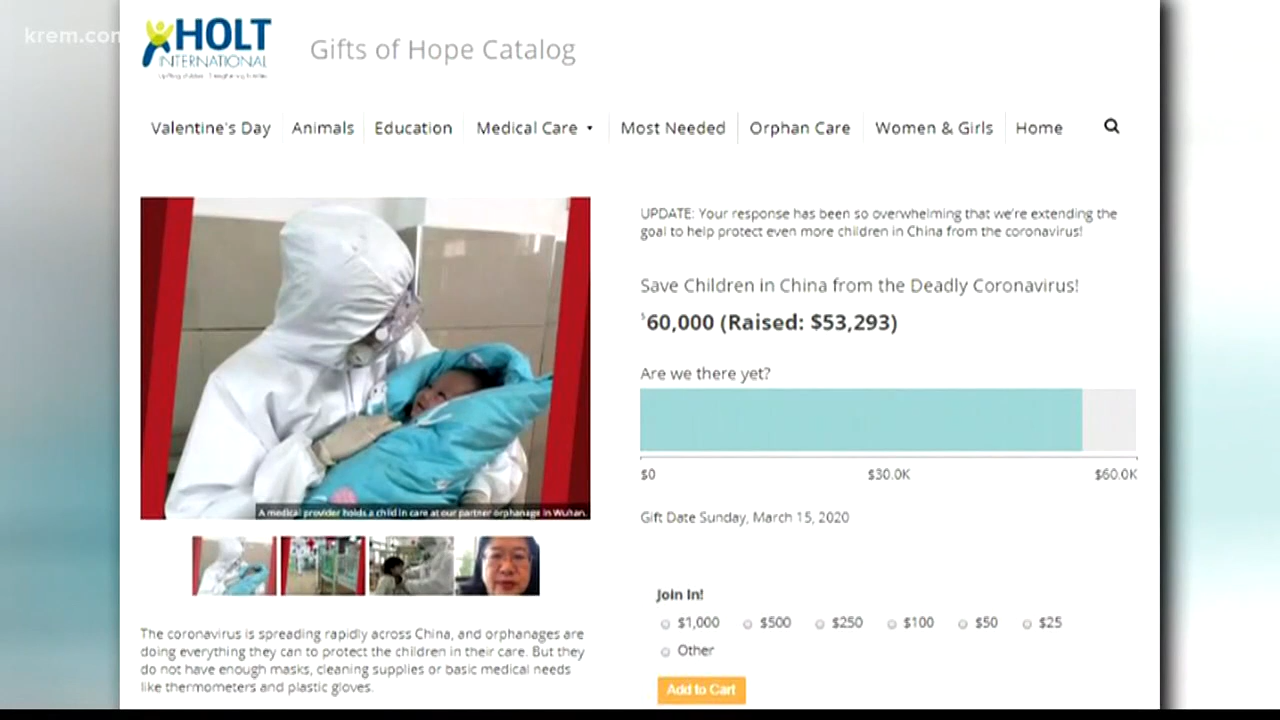 krem.com
HOLT
INTERNATIONAL
Gifts of Hope Catalog
Valentine's Day
Animals
Education
Medical Care
Most Needed
Orphan Care
Women & Girls
Home
UPDATE: Your response has been so overwhelming that we're extending the
goal to help protect even more children in China from the coronavirus!
Save Children in China from the Deadly Coronavirus!
$60,000 (Raised: $53,293)
Are we there yet?
$0
$30.0K
$60.0K
Gift Date Sunday, March 15, 2020
A medical provider holds a child in care at our partner orphanage in Wuhan.
The coronavirus is spreading rapidly across China, and orphanages are
doing everything they can to protect the children in their care. But they
do not have enough masks, cleaning supplies or basic medical needs
like thermometers and plastic gloves.
Join In!
$1,000
$500
$250
$100
$50
$25
Other
Add to Cart